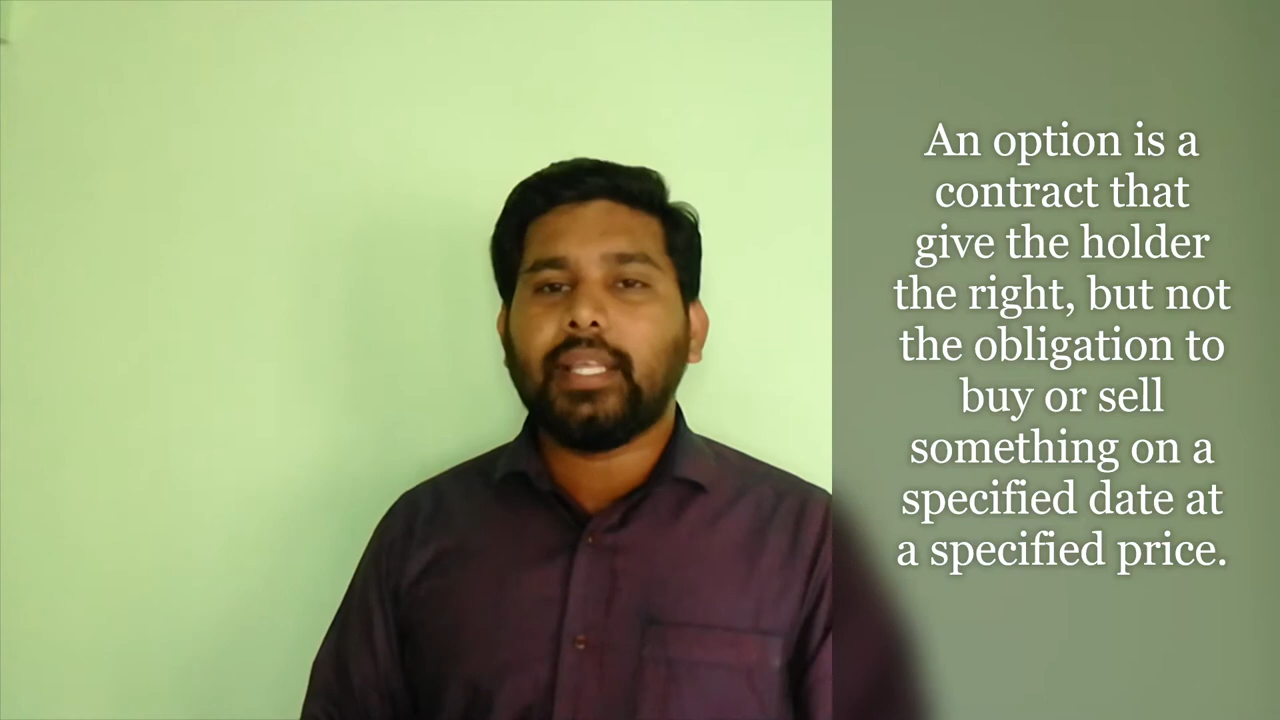 An option is a
contract that
give the holder
the right, but not
the obligation to
buy or sell
something on a
specified date at
a specified price.